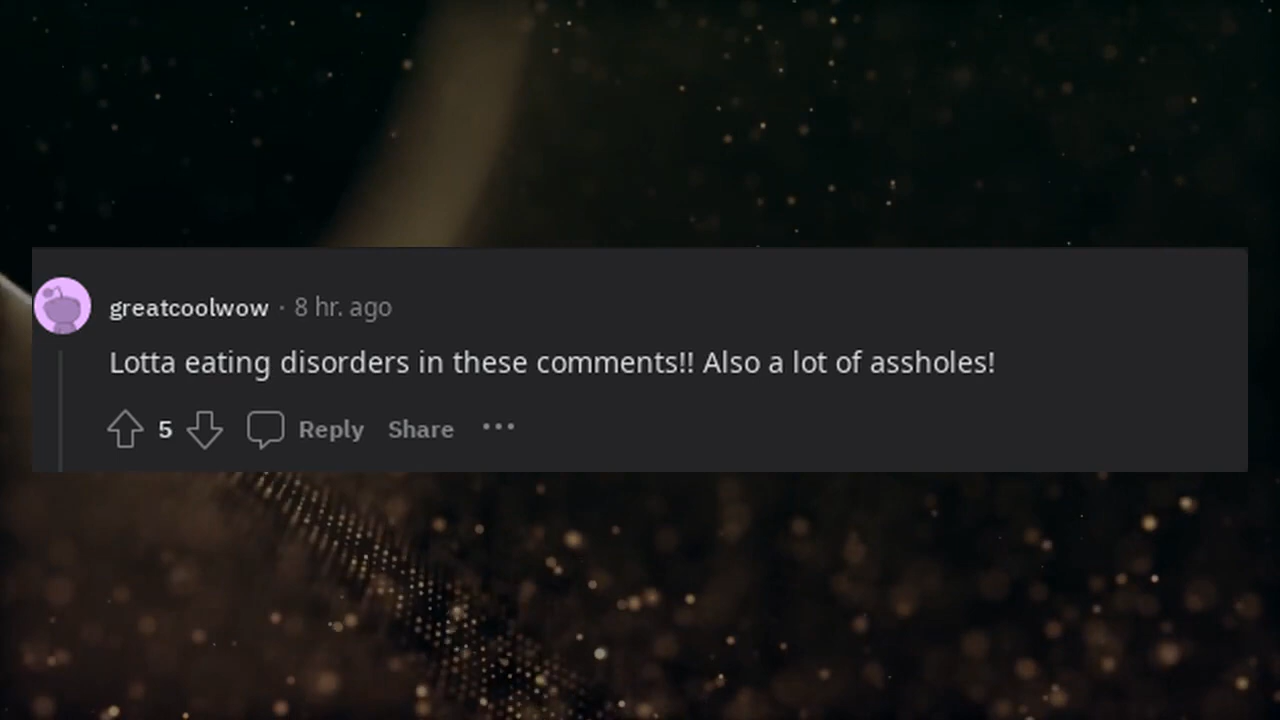 greatcoolwow · 8 hr. ago
Lotta eating disorders in these comments!! Also a lot of assholes!
5 Reply Share •••